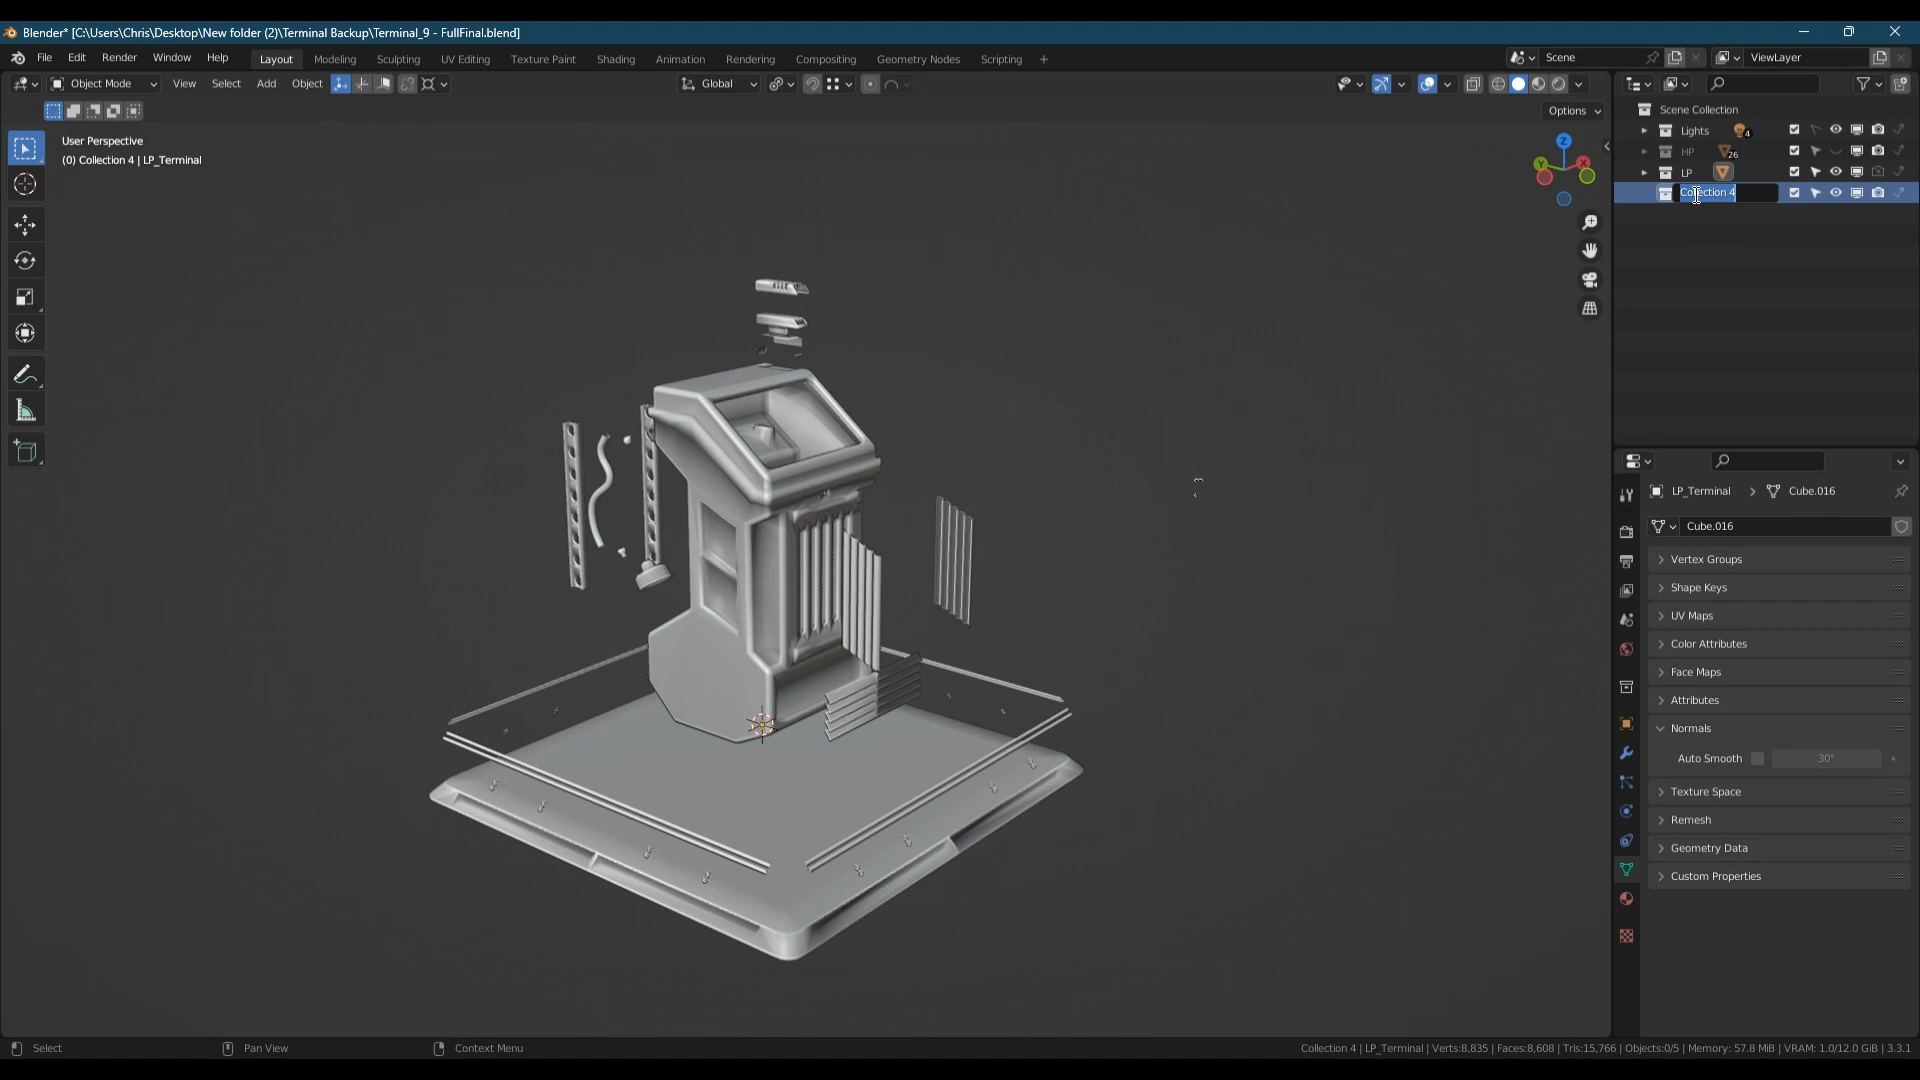 Blender* [C:\Users\Chris\Desktop\New folder (2)\Terminal Backup\Terminal_9 - FullFinal.blend]
File Edit Render Window Help Layout Modeling Sculpting UV Editing Texture Paint Shading Animation Rendering Compositing Geometry Nodes Scripting + Scene ViewLayer
Object Mode View Select Add Object Global
Options
User Perspective
(0) Collection 4 | LP_Terminal
Z
Y
X
Scene Collection
Lights 4
HP 26
LP
Collection 4
LP_Terminal > Cube.016
Cube.016
Vertex Groups
Shape Keys
UV Maps
Color Attributes
Face Maps
Attributes
Normals
Auto Smooth 30°
Texture Space
Remesh
Geometry Data
Custom Properties
Select Pan View Context Menu Collection 4 | LP_Terminal | Verts:8,835 | Faces:8,608 | Tris:15,766 | Objects:0/5 | Memory: 57.8 MiB | VRAM: 1.0/12.0 GiB | 3.3.1